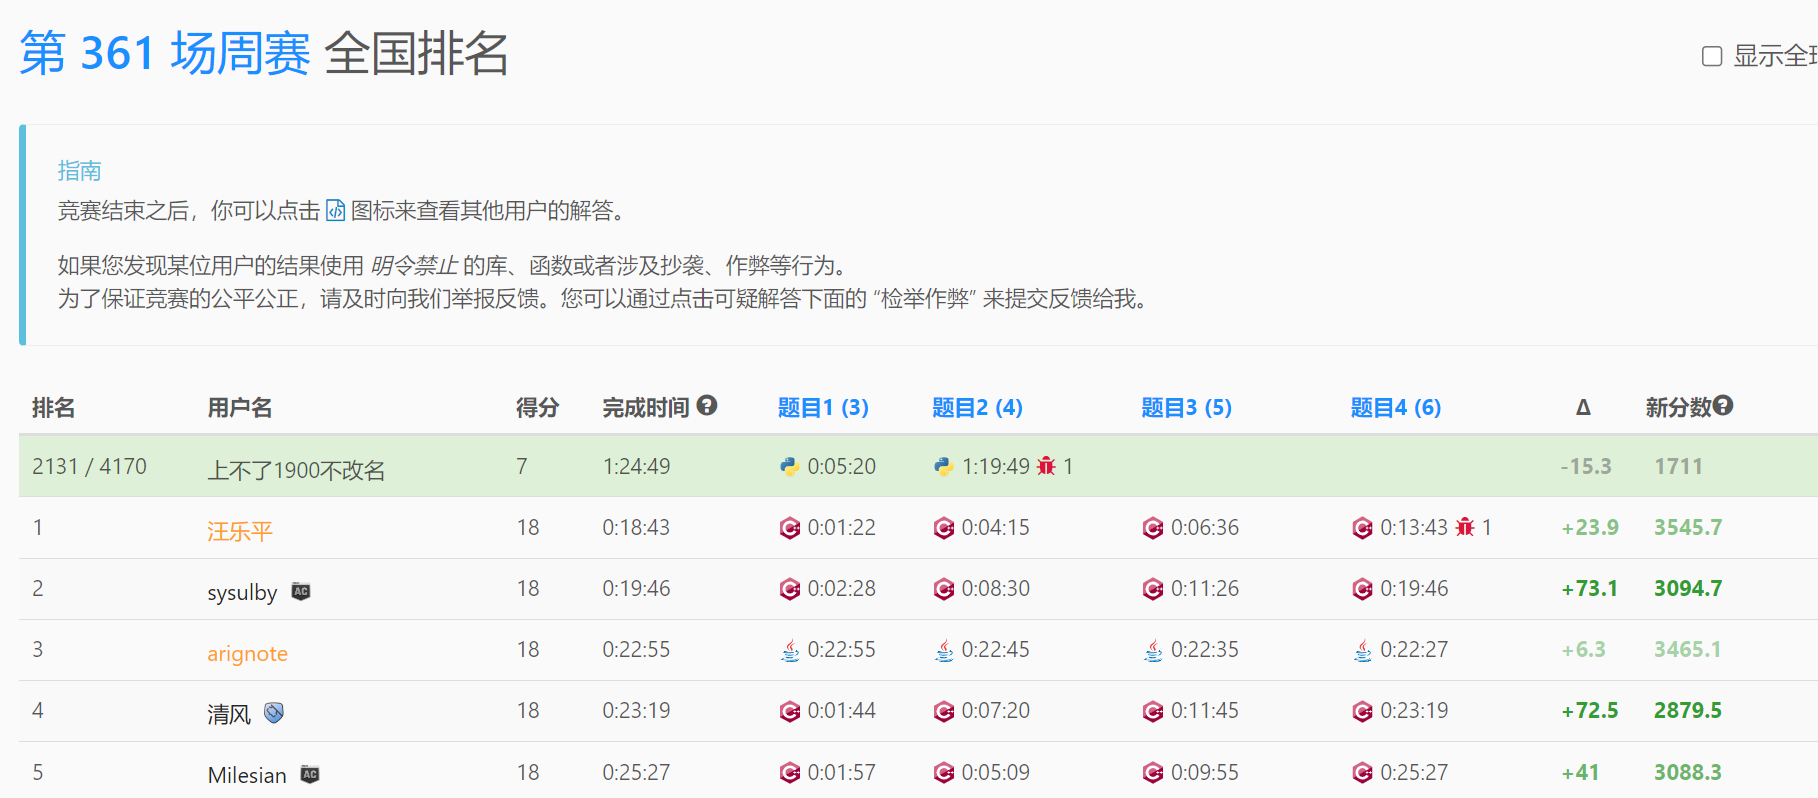 第 361 场周赛 全国排名
显示全球
指南
竞赛结束之后，你可以点击 图标来查看其他用户的解答。
如果您发现某位用户的结果使用 明令禁止 的库、函数或者涉及抄袭、作弊等行为。
为了保证竞赛的公平公正，请及时向我们举报反馈。您可以通过点击可疑解答下面的 “检举作弊” 来提交反馈给我。
排名 用户名 得分 完成时间 题目1 (3) 题目2 (4) 题目3 (5) 题目4 (6) Δ 新分数
2131 / 4170 上不了1900不改名 7 1:24:49 0:05:20 1:19:49 1 -15.3 1711
1 汪乐平 18 0:18:43 0:01:22 0:04:15 0:06:36 0:13:43 1 +23.9 3545.7
2 sysulby AC 18 0:19:46 0:02:28 0:08:30 0:11:26 0:19:46 +73.1 3094.7
3 arignote 18 0:22:55 0:22:55 0:22:45 0:22:35 0:22:27 +6.3 3465.1
4 清风 18 0:23:19 0:01:44 0:07:20 0:11:45 0:23:19 +72.5 2879.5
5 Milesian AC 18 0:25:27 0:01:57 0:05:09 0:09:55 0:25:27 +41 3088.3